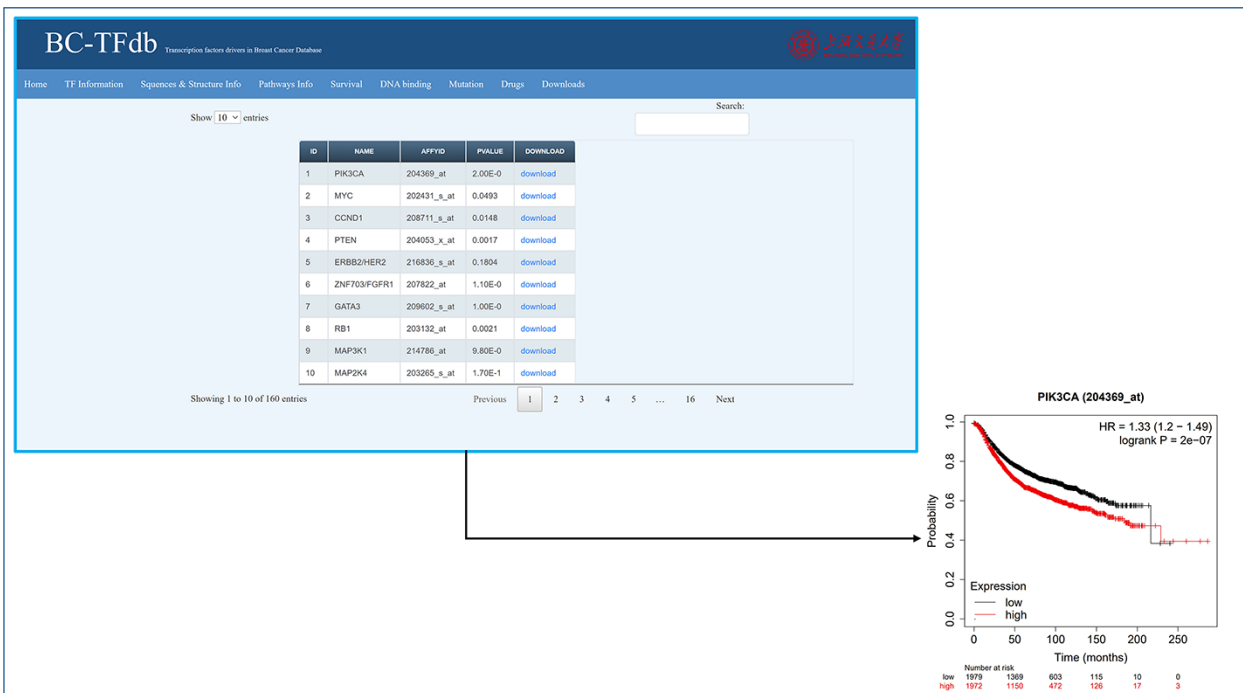 BC-TFdb Transcription factors drivers in Breast Cancer Database
上海交通大学
Home TF Information Squences & Structure Info Pathways Info Survival DNA binding Mutation Drugs Downloads
Show 10 entries
Search:
ID NAME AFFYID PVALUE DOWNLOAD
1 PIK3CA 204369_at 2.00E-0 download
2 MYC 202431_s_at 0.0493 download
3 CCND1 208711_s_at 0.0148 download
4 PTEN 204053_x_at 0.0017 download
5 ERBB2/HER2 216836_s_at 0.1804 download
6 ZNF703/FGFR1 207822_at 1.10E-0 download
7 GATA3 209602_s_at 1.00E-0 download
8 RB1 203132_at 0.0021 download
9 MAP3K1 214786_at 9.80E-0 download
10 MAP2K4 203265_s_at 1.70E-1 download
Showing 1 to 10 of 160 entries
Previous 1 2 3 4 5 ... 16 Next
PIK3CA (204369_at)
HR = 1.33 (1.2 − 1.49)
logrank P = 2e−07
Probability
1.0
0.8
0.6
0.4
0.2
0.0
Expression
low
high
0 50 100 150 200 250
Time (months)
Number at risk
low 1979 1369 603 115 10 0
high 1972 1150 472 126 17 3